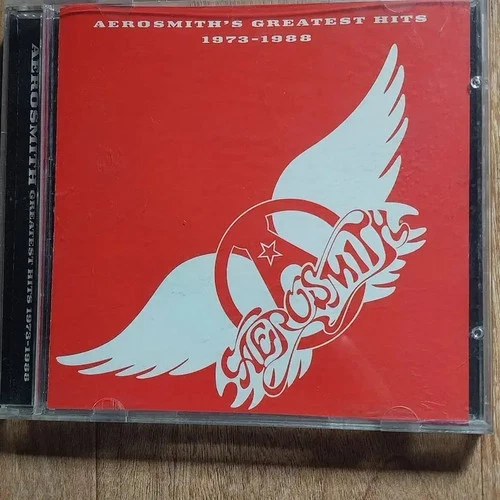 AEROSMITH'S GREATEST HITS
1973-1988
AEROSMITH
AEROSMITH GREATEST HITS 1973-1988